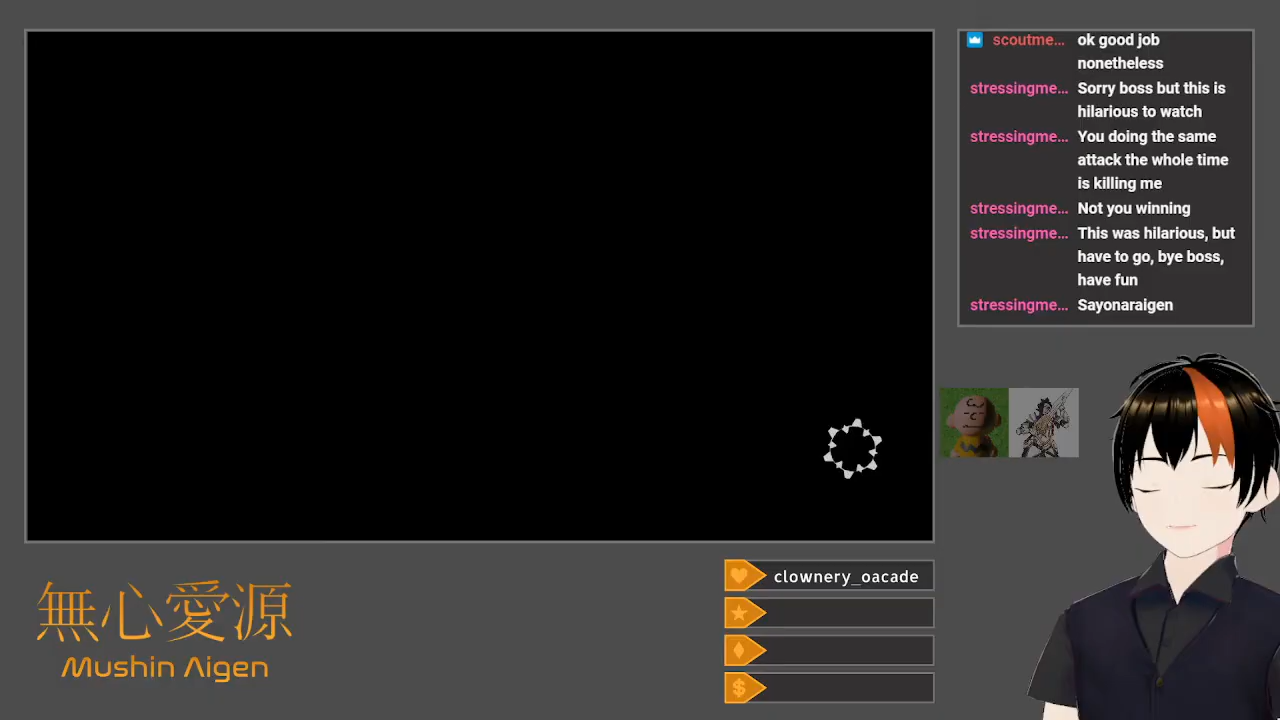 scoutme... ok good job
nonetheless
stressingme... Sorry boss but this is
hilarious to watch
stressingme... You doing the same
attack the whole time
is killing me
stressingme... Not you winning
stressingme... This was hilarious, but
have to go, bye boss,
have fun
stressingme... Sayonaraigen
clownery_oacade
無心愛源
Mushin Aigen